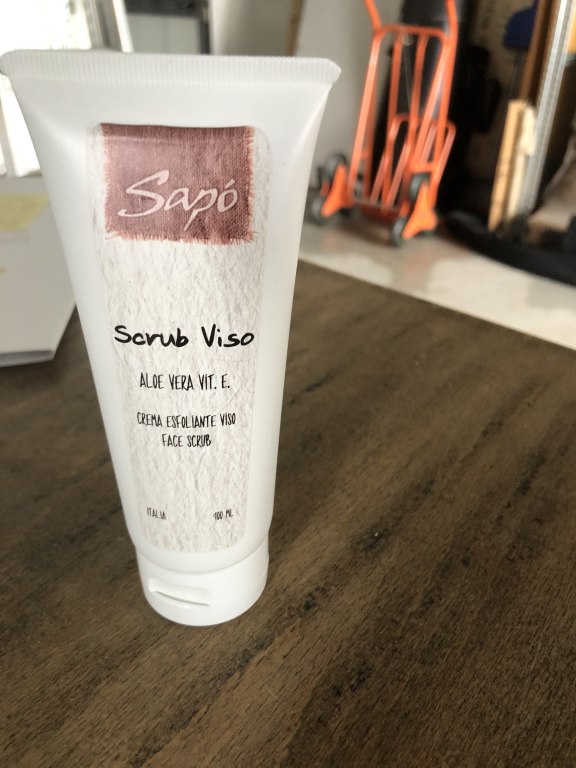 Sapó
Scrub Viso
ALOE VERA VIT. E.
CREMA ESFOLIANTE VISO
FACE SCRUB
ITALIA 100 ML